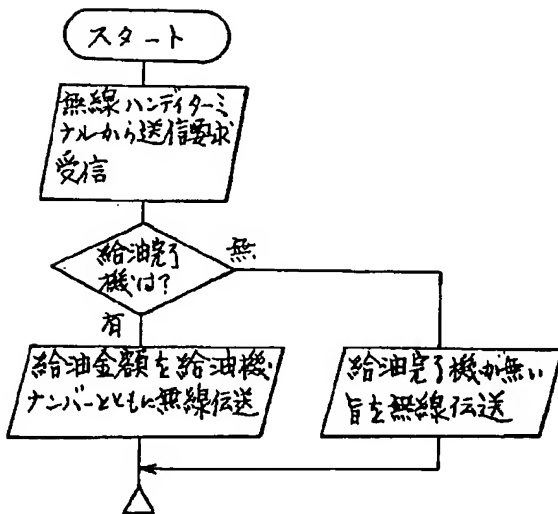 スタート
無線ハンディターミ
ナルから送信要求
受信
給油完了
機は?
無
有
給油金額を給油機
ナンバーとともに無線伝送
給油完了機が無い
旨を無線伝送